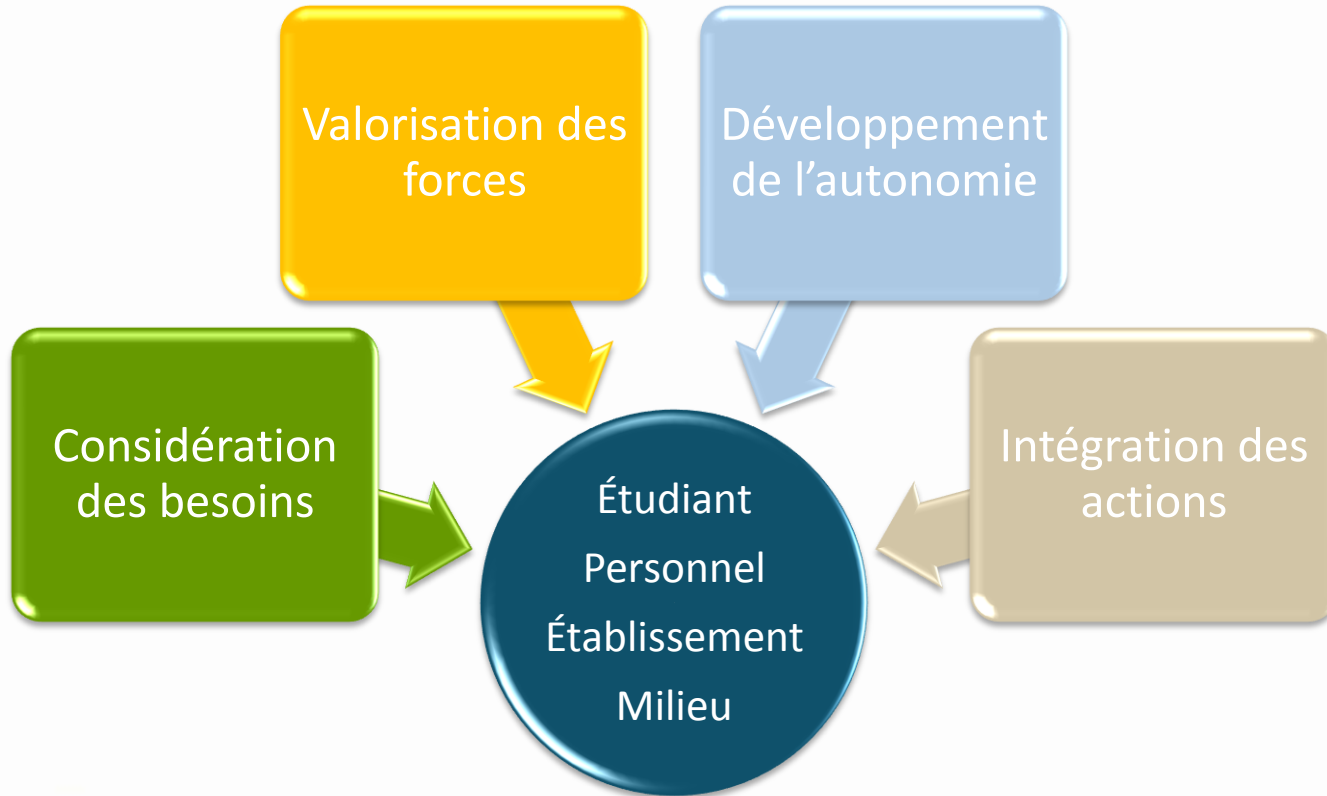 Valorisation des
forces
Développement
de l’autonomie
Considération
des besoins
Intégration des
actions
Étudiant
Personnel
Établissement
Milieu